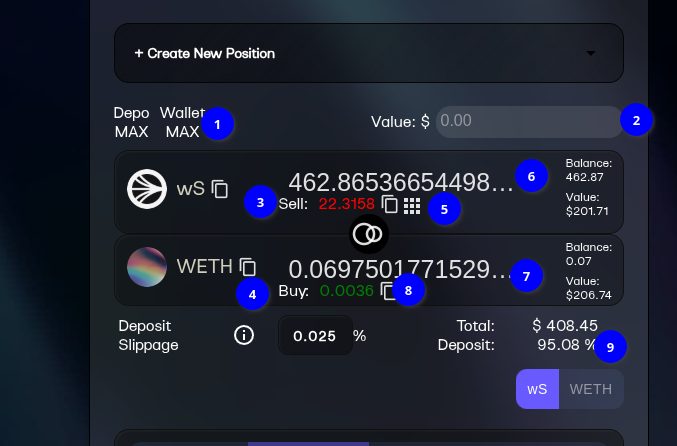 + Create New Position
Depo Wallet
MAX MAX
1
Value: $ 0.00
2
wS
462.86536654498...
6
Balance:
462.87
Value:
$201.71
3
Sell: 22.3158
5
WETH
0.0697501771529...
7
Balance:
0.07
Value:
$206.74
4
Buy: 0.0036
8
Deposit
Slippage
0.025 %
Total: $ 408.45
Deposit: 95.08 %
9
wS WETH